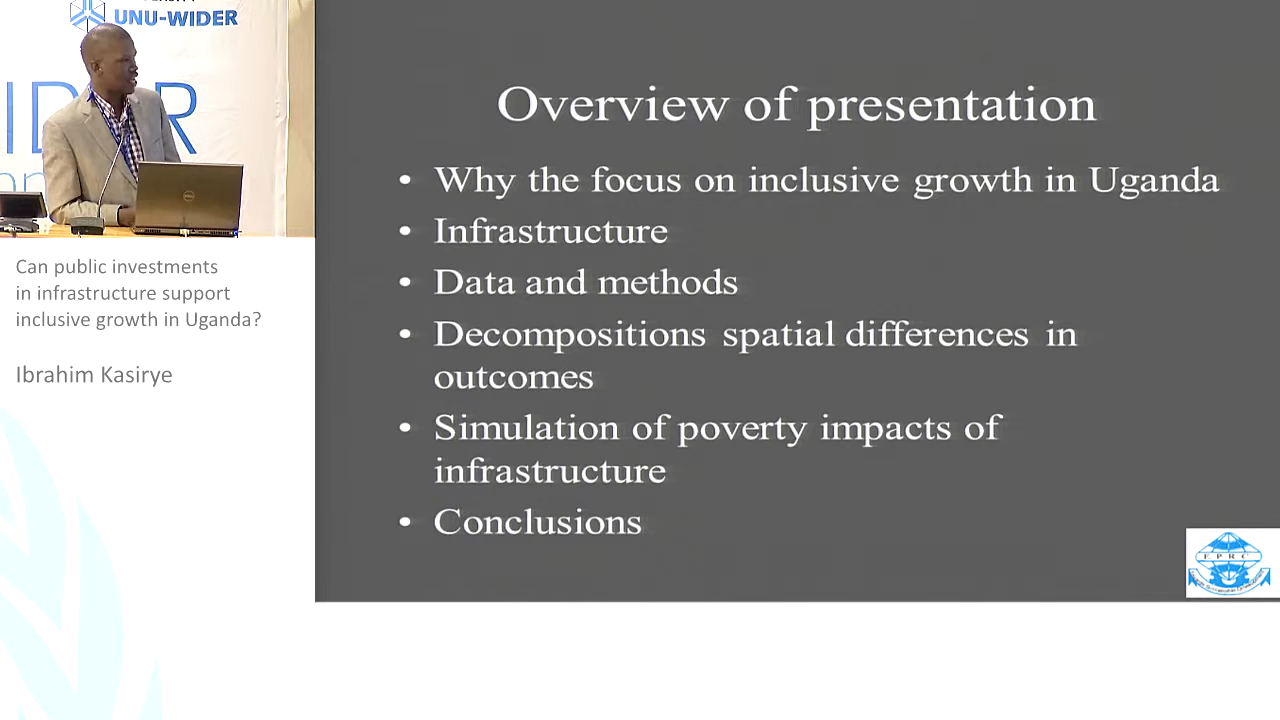 UNU-WIDER
Can public investments
in infrastructure support
inclusive growth in Uganda?
Ibrahim Kasirye
Overview of presentation
• Why the focus on inclusive growth in Uganda
• Infrastructure
• Data and methods
• Decompositions spatial differences in
outcomes
• Simulation of poverty impacts of
infrastructure
• Conclusions
EPRC